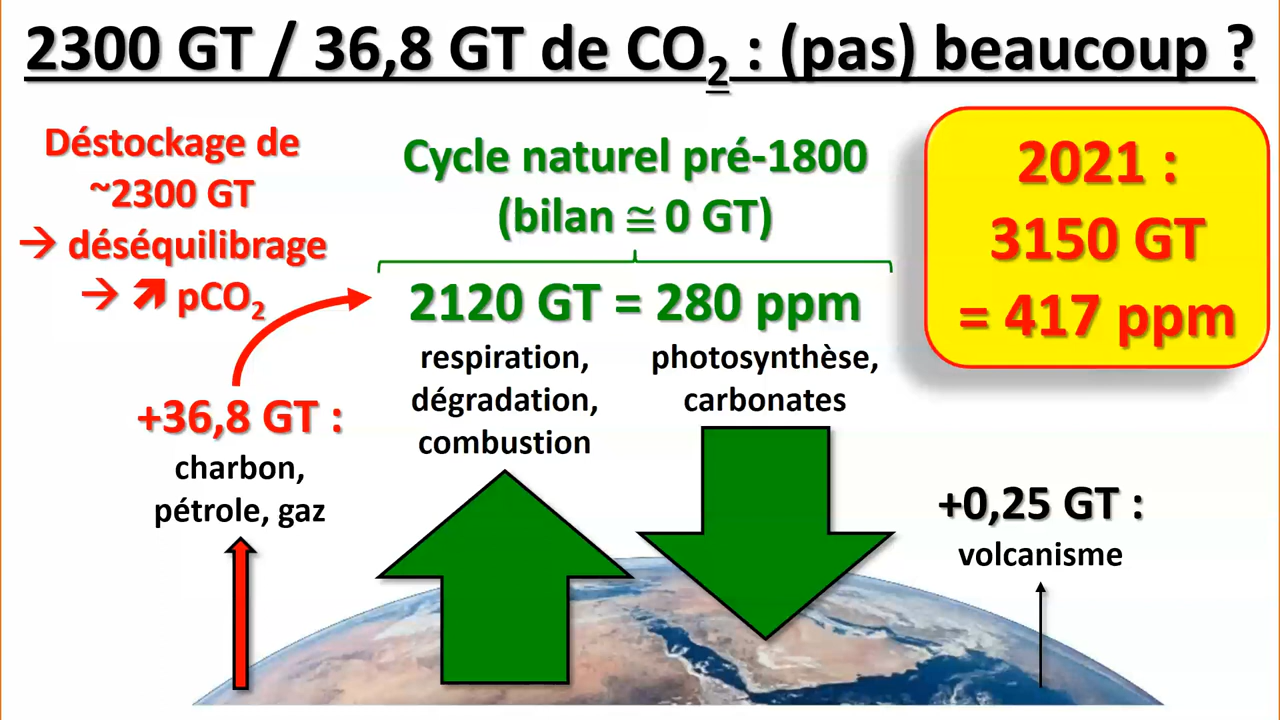 2300 GT / 36,8 GT de CO₂ : (pas) beaucoup ?
Déstockage de
~2300 GT
→ déséquilibrage
→ ↗ pCO₂
Cycle naturel pré-1800
(bilan ≅ 0 GT)
2120 GT = 280 ppm
respiration,
dégradation,
combustion
photosynthèse,
carbonates
2021 :
3150 GT
= 417 ppm
+36,8 GT :
charbon,
pétrole, gaz
+0,25 GT :
volcanisme